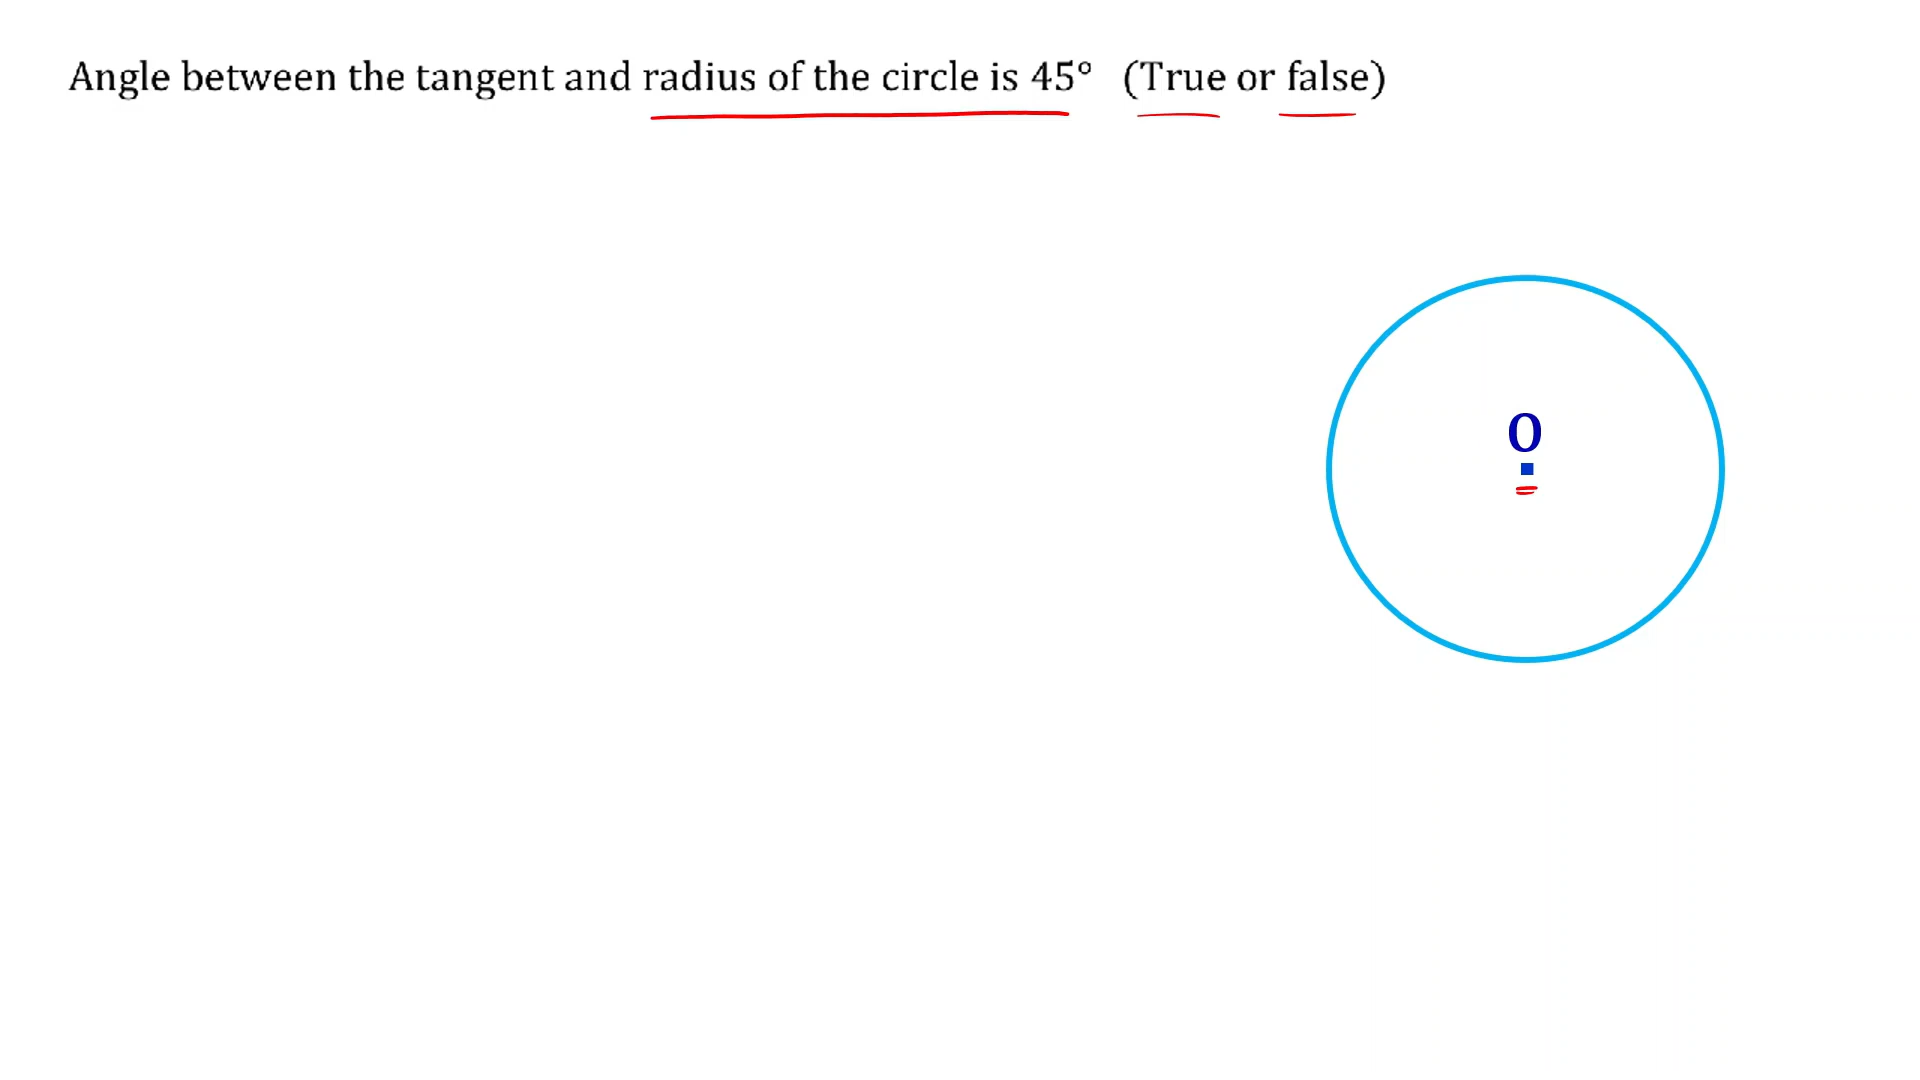 Angle between the tangent and radius of the circle is 45° (True or false)
O